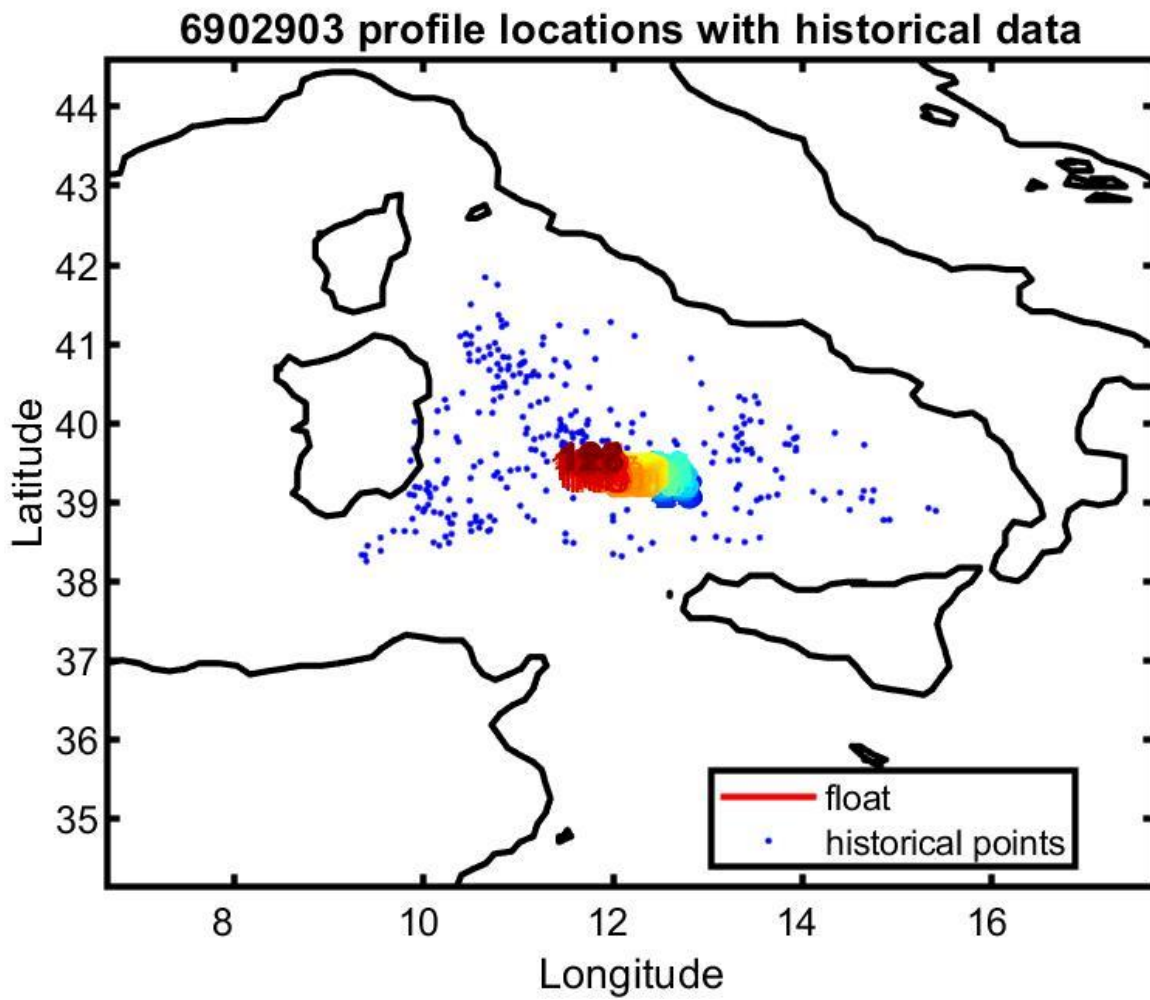 6902903 profile locations with historical data
44
43
42
41
40
39
38
37
36
35
Latitude
float
historical points
8 10 12 14 16
Longitude